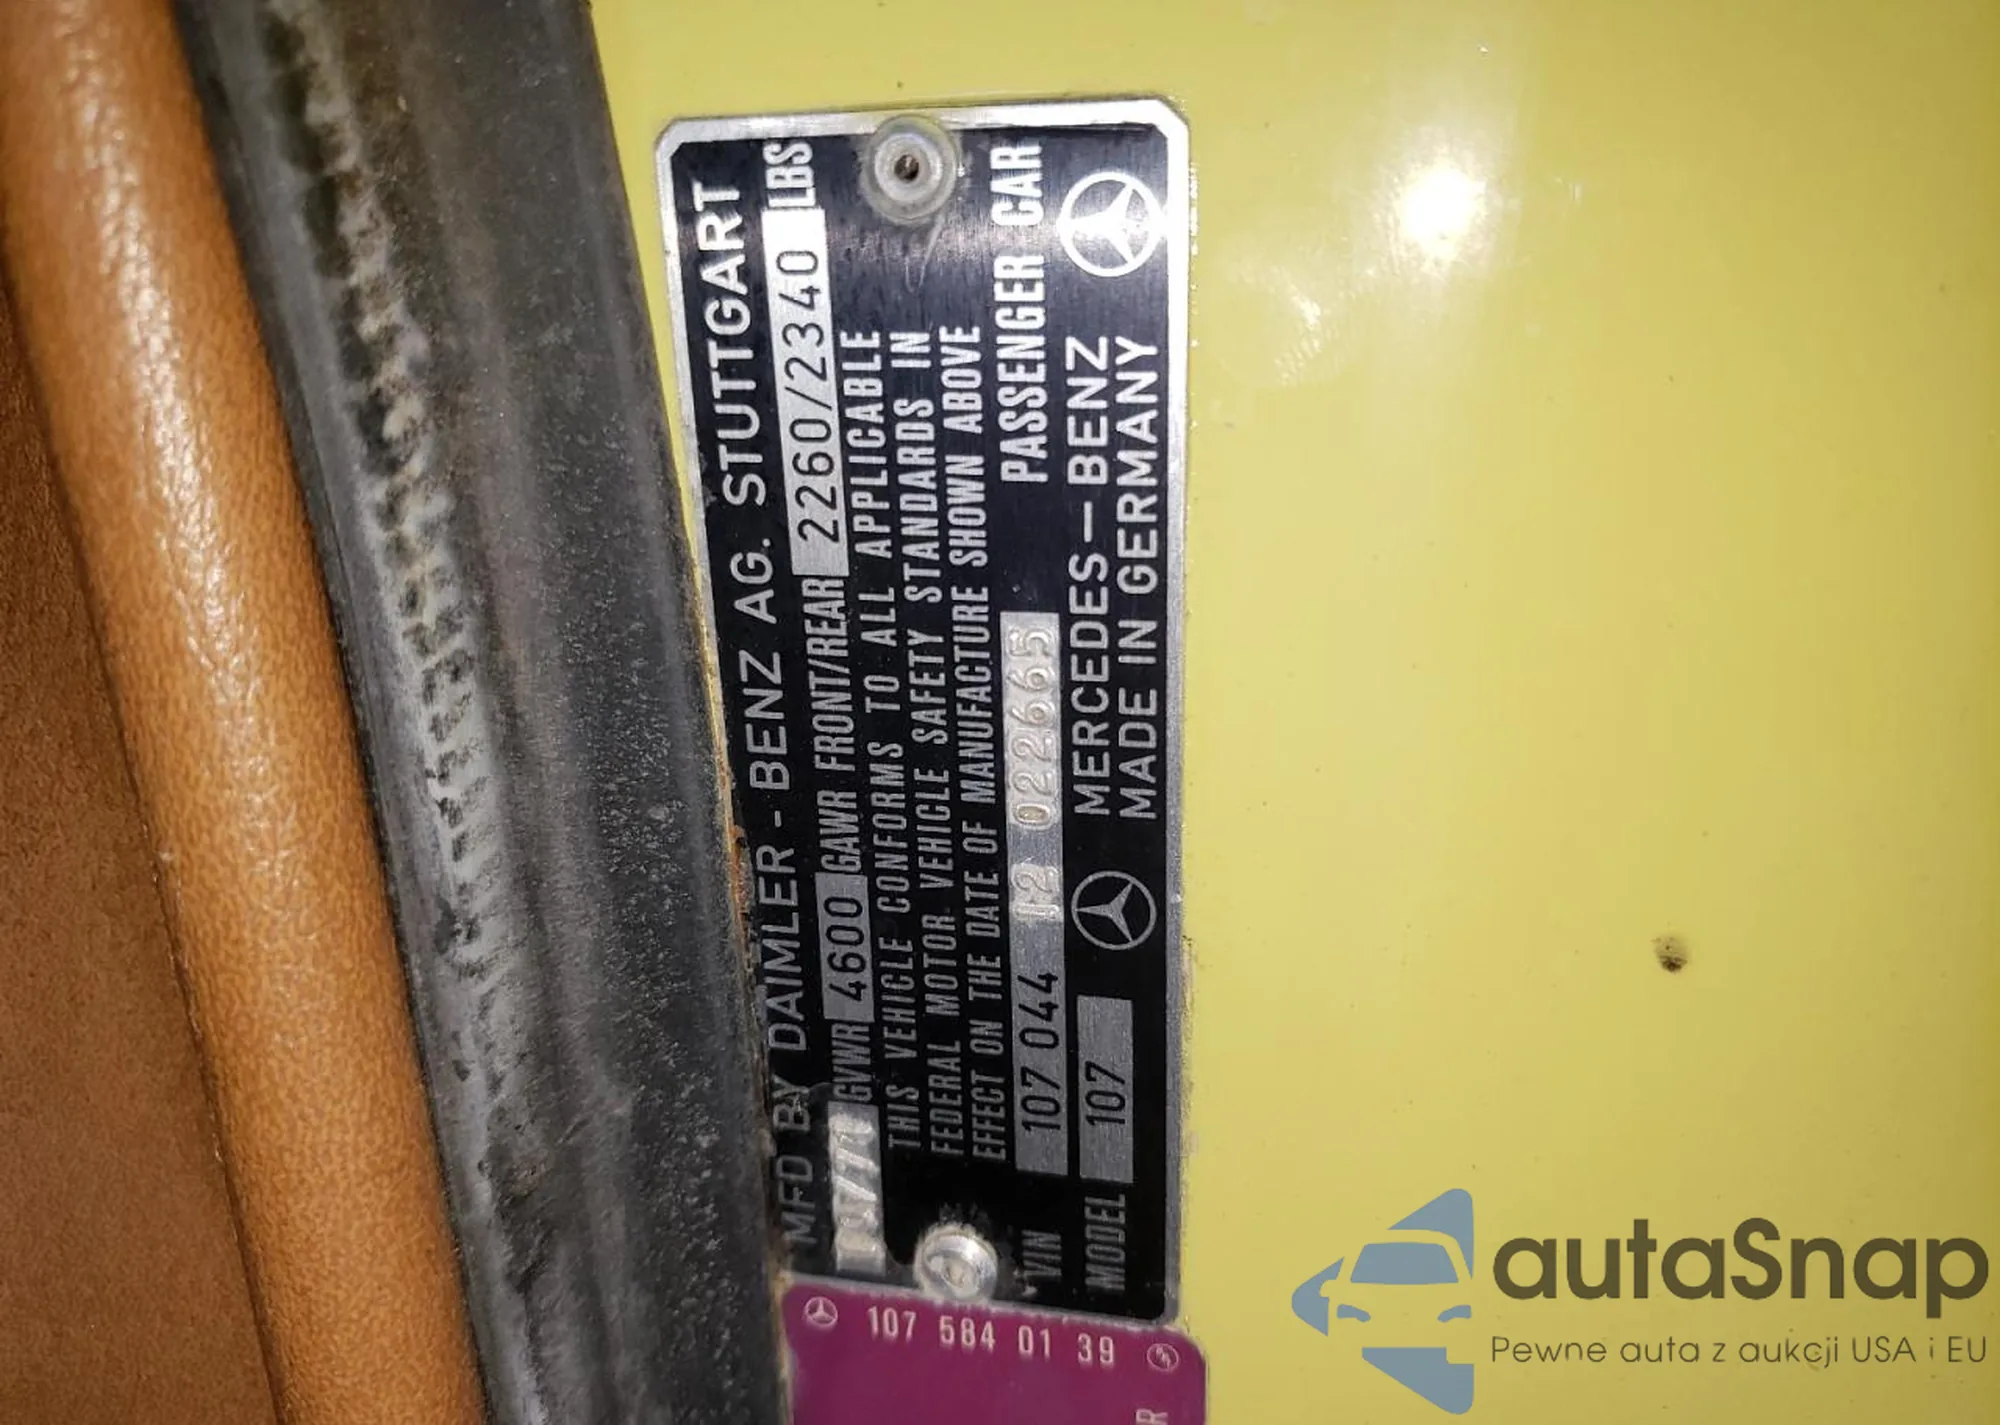 MFD BY DAIMLER - BENZ AG. STUTTGART
GVWR 4600 GAWR FRONT/REAR 2260/2340 LBS
THIS VEHICLE CONFORMS TO ALL APPLICABLE
FEDERAL MOTOR VEHICLE SAFETY STANDARDS IN
EFFECT ON THE DATE OF MANUFACTURE SHOWN ABOVE
VIN 107 044 12 022665 PASSENGER CAR
MODEL 107 MERCEDES-BENZ
MADE IN GERMANY
107 584 01 39
autaSnap
Pewne auta z aukcji USA i EU